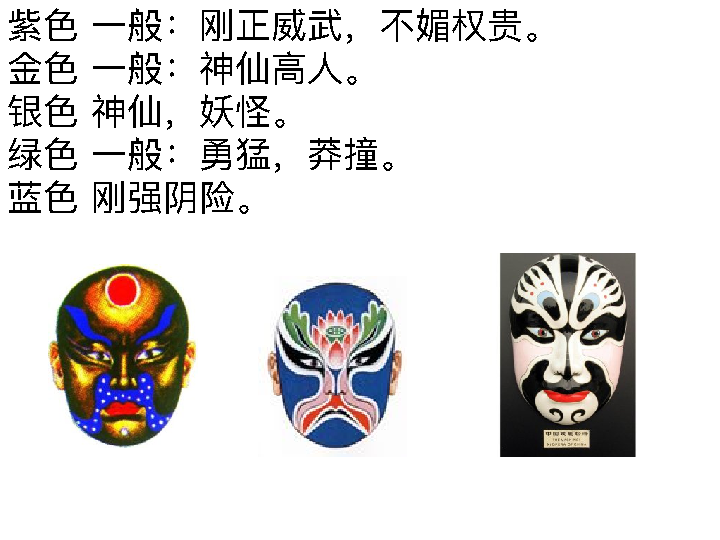 紫色 一般：刚正威武，不媚权贵。
金色 一般：神仙高人。
银色 神仙，妖怪。
绿色 一般：勇猛，莽撞。
蓝色 刚强阴险。